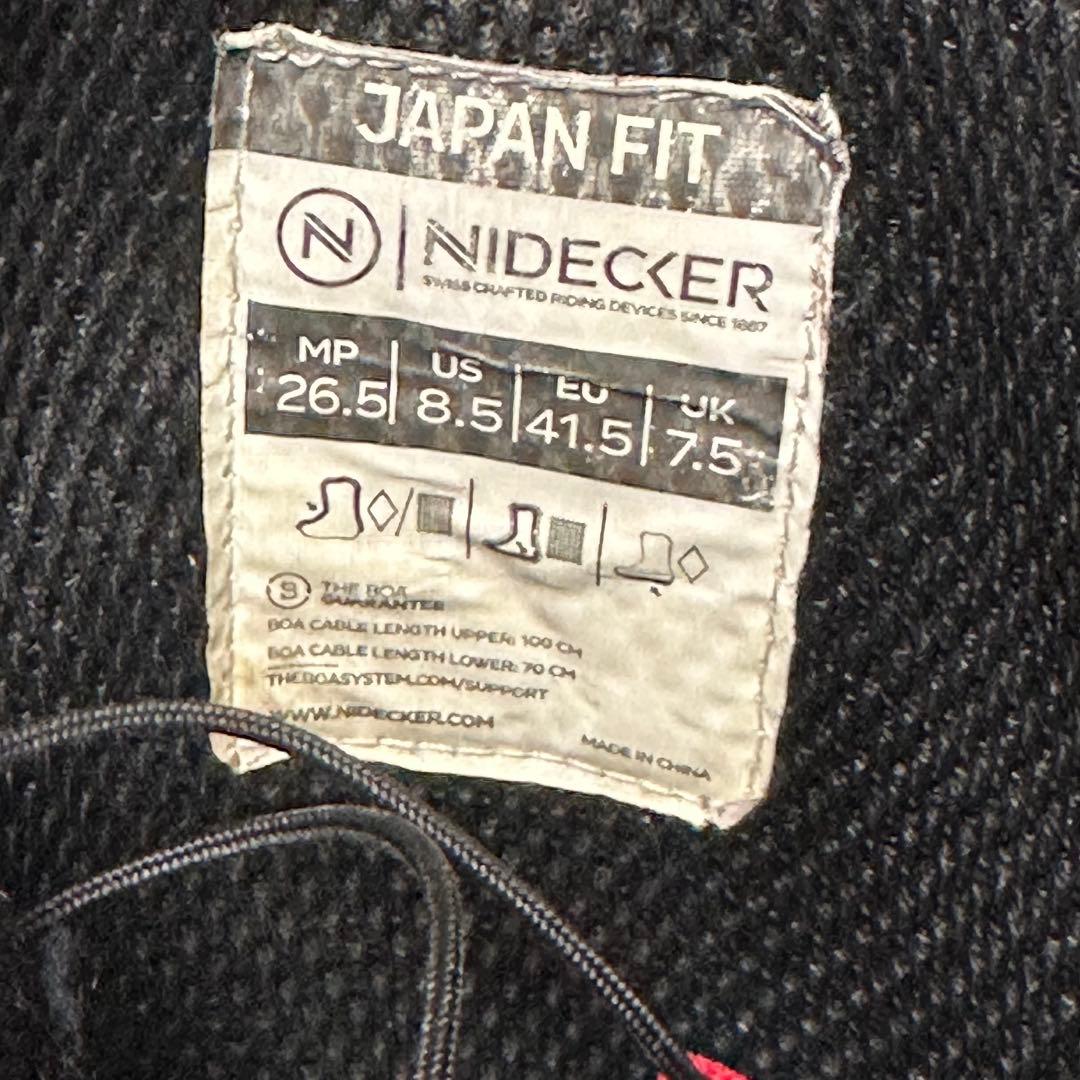 JAPAN FIT
N | NIDECKER
SWISS CRAFTED RIDING DEVICES SINCE 1887
MP | US | EU | UK
26.5 | 8.5 | 41.5 | 7.5
THE BOA
GUARANTEE
BOA CABLE LENGTH UPPER: 100 CM
BOA CABLE LENGTH LOWER: 70 CM
THEBOASYSTEM.COM/SUPPORT
WWW.NIDECKER.COM
MADE IN CHINA